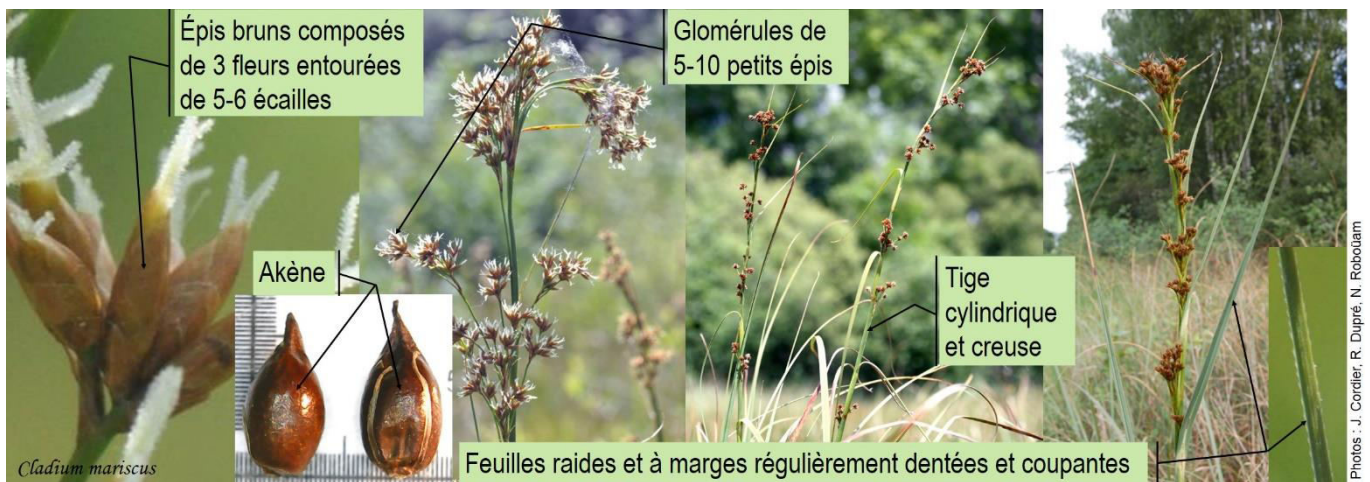 Épis bruns composés
de 3 fleurs entourées
de 5-6 écailles
Glomérules de
5-10 petits épis
Akène
Tige
cylindrique
et creuse
Feuilles raides et à marges régulièrement dentées et coupantes
Cladium mariscus
Photos : J. Cordier, R. Dupré, N. Roboüam